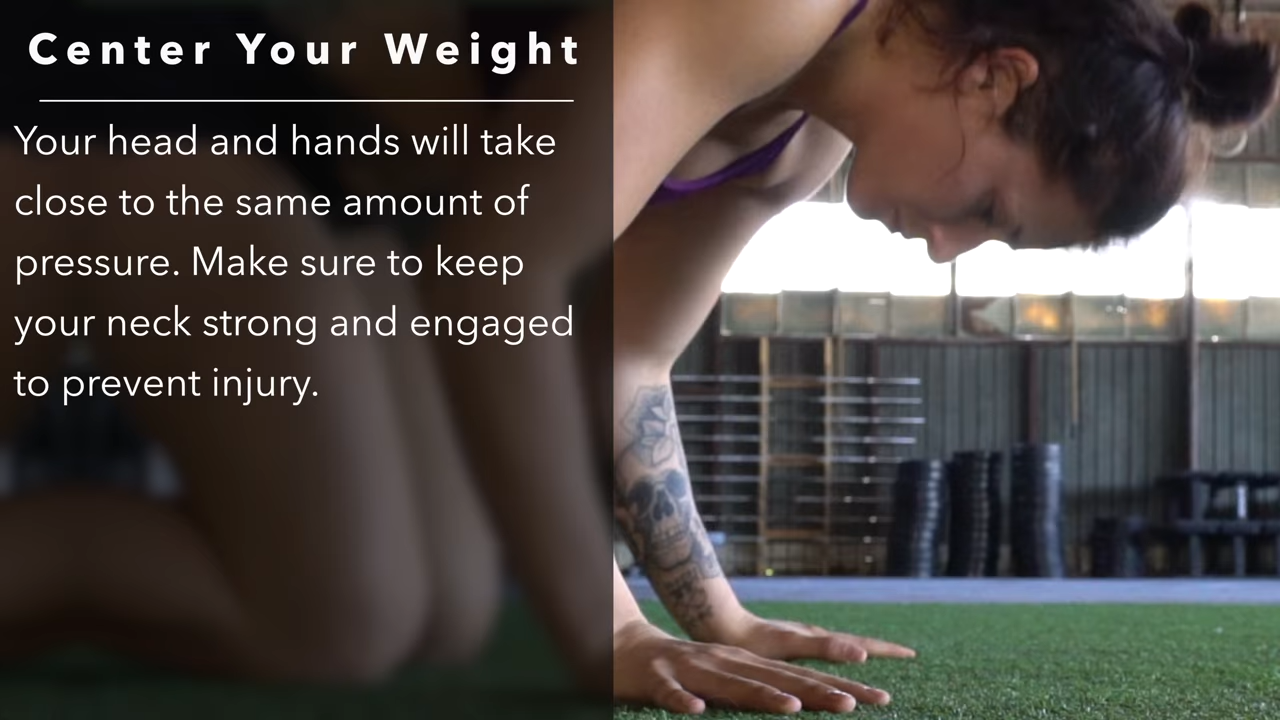 Center Your Weight
Your head and hands will take
close to the same amount of
pressure. Make sure to keep
your neck strong and engaged
to prevent injury.